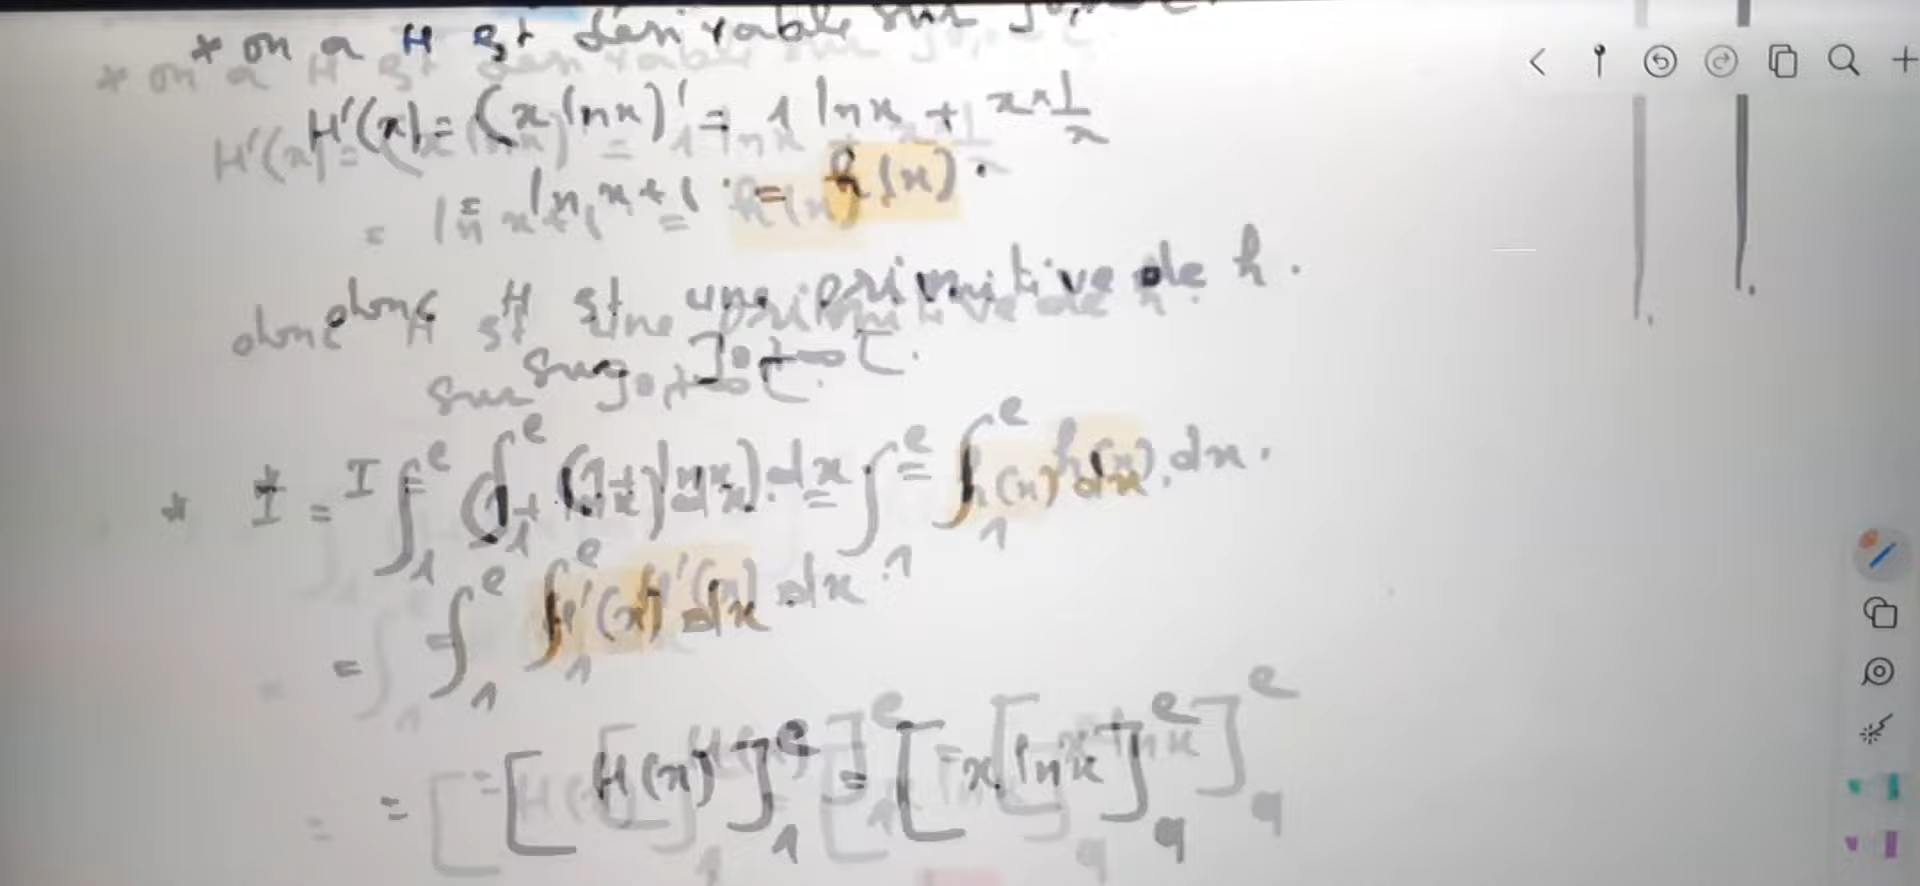 * on a H est dérivable sur ]0,+∞[
H'(x) = (x ln x)' = 1 ln x + x × 1/x
= ln x + 1 = h(x).
donc H est une primitive de h.
sur ]0,+∞[.
* I = ∫₁ᵉ (1 + ln x) dx = ∫₁ᵉ h(x) dx.
= ∫₁ᵉ H'(x) dx
= [H(x)]₁ᵉ = [x ln x]₁ᵉ